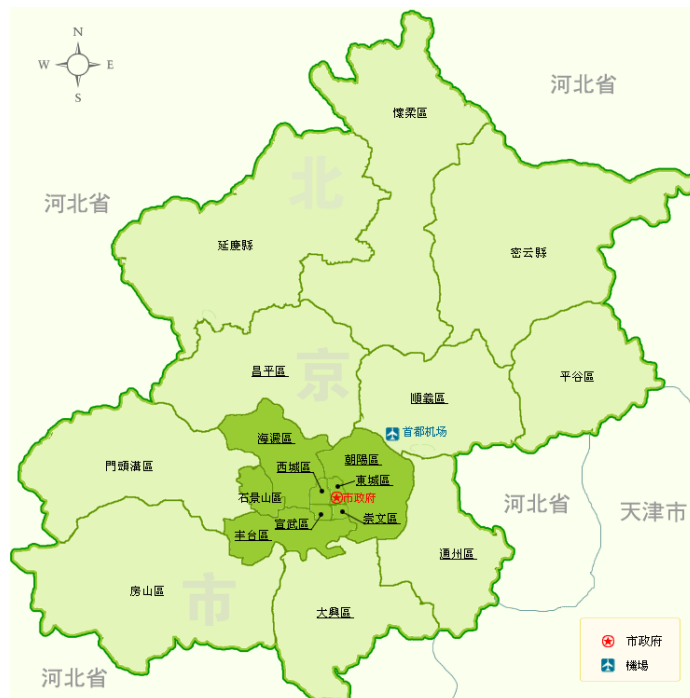 N
W
E
S
懷柔區
河北省
河北省
北
延慶縣
密云縣
昌平區
京
平谷區
順義區
首都机场
海淀區
朝陽區
門頭溝區
西城區
東城區
石景山區
市政府
河北省
天津市
宣武區
崇文區
丰台區
通州區
房山區
市
大興區
河北省
市政府
機場